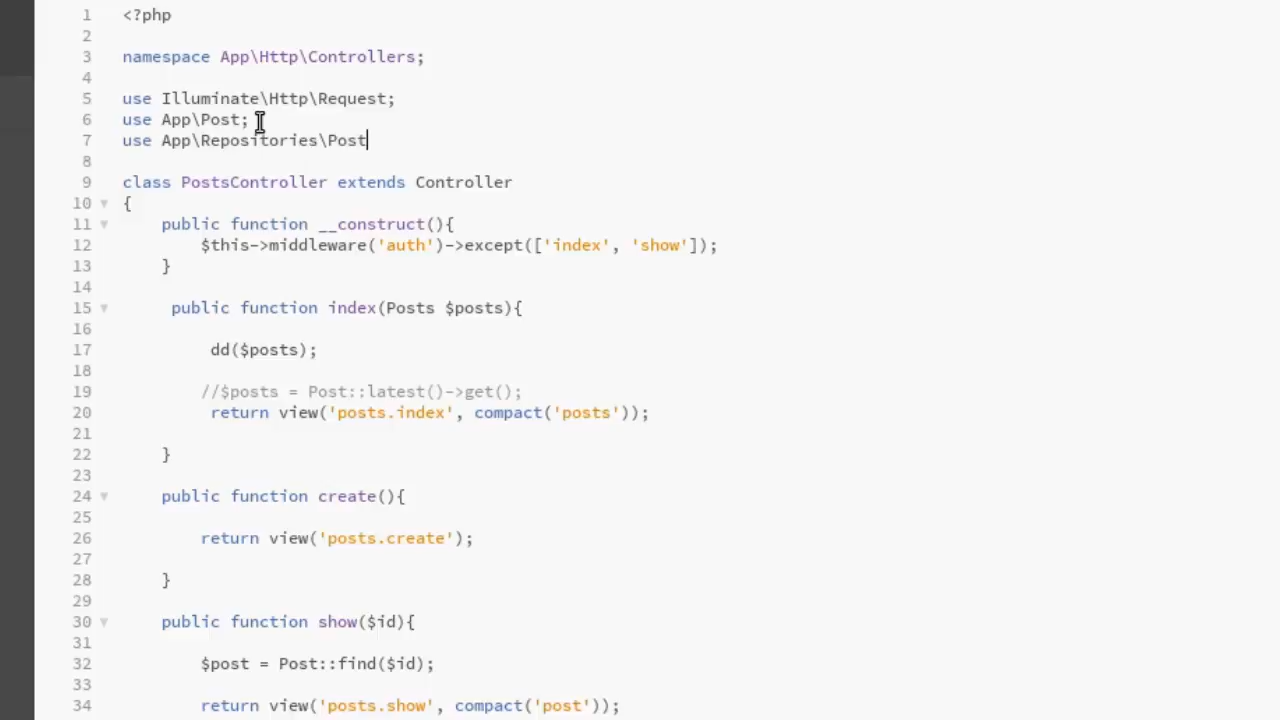 1 <?php
2
3 namespace App\Http\Controllers;
4
5 use Illuminate\Http\Request;
6 use App\Post;
7 use App\Repositories\Post
8
9 class PostsController extends Controller
10 {
11 public function __construct(){
12 $this->middleware('auth')->except(['index', 'show']);
13 }
14
15 public function index(Posts $posts){
16
17 dd($posts);
18
19 //$posts = Post::latest()->get();
20 return view('posts.index', compact('posts'));
21
22 }
23
24 public function create(){
25
26 return view('posts.create');
27
28 }
29
30 public function show($id){
31
32 $post = Post::find($id);
33
34 return view('posts.show', compact('post'));